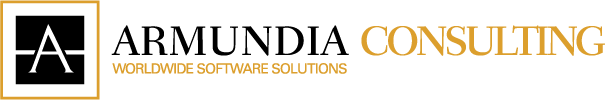 A
ARMUNDIA CONSULTING
WORLDWIDE SOFTWARE SOLUTIONS